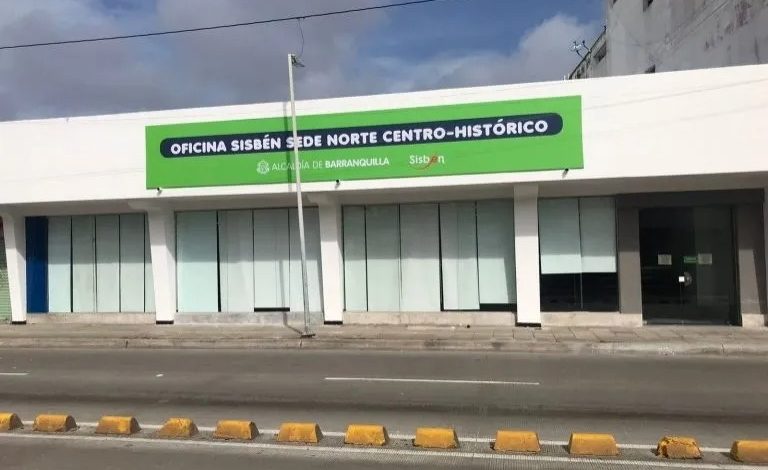 OFICINA SISBÉN SEDE NORTE CENTRO-HISTÓRICO
ALCALDÍA DE BARRANQUILLA Sisbén